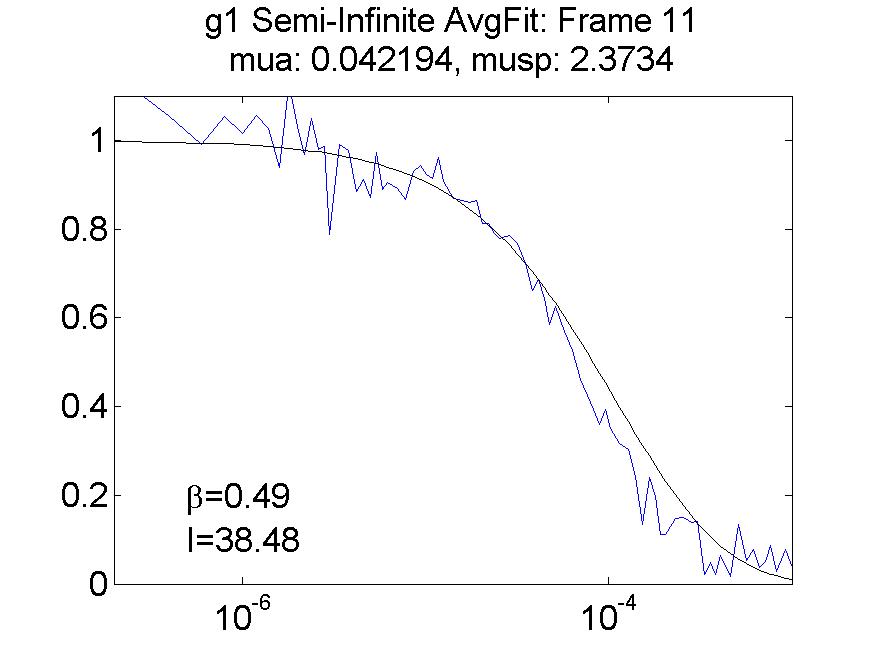 g1 Semi-Infinite AvgFit: Frame 11
mua: 0.042194, musp: 2.3734
1
0.8
0.6
0.4
0.2
0
β=0.49
I=38.48
10^-6
10^-4